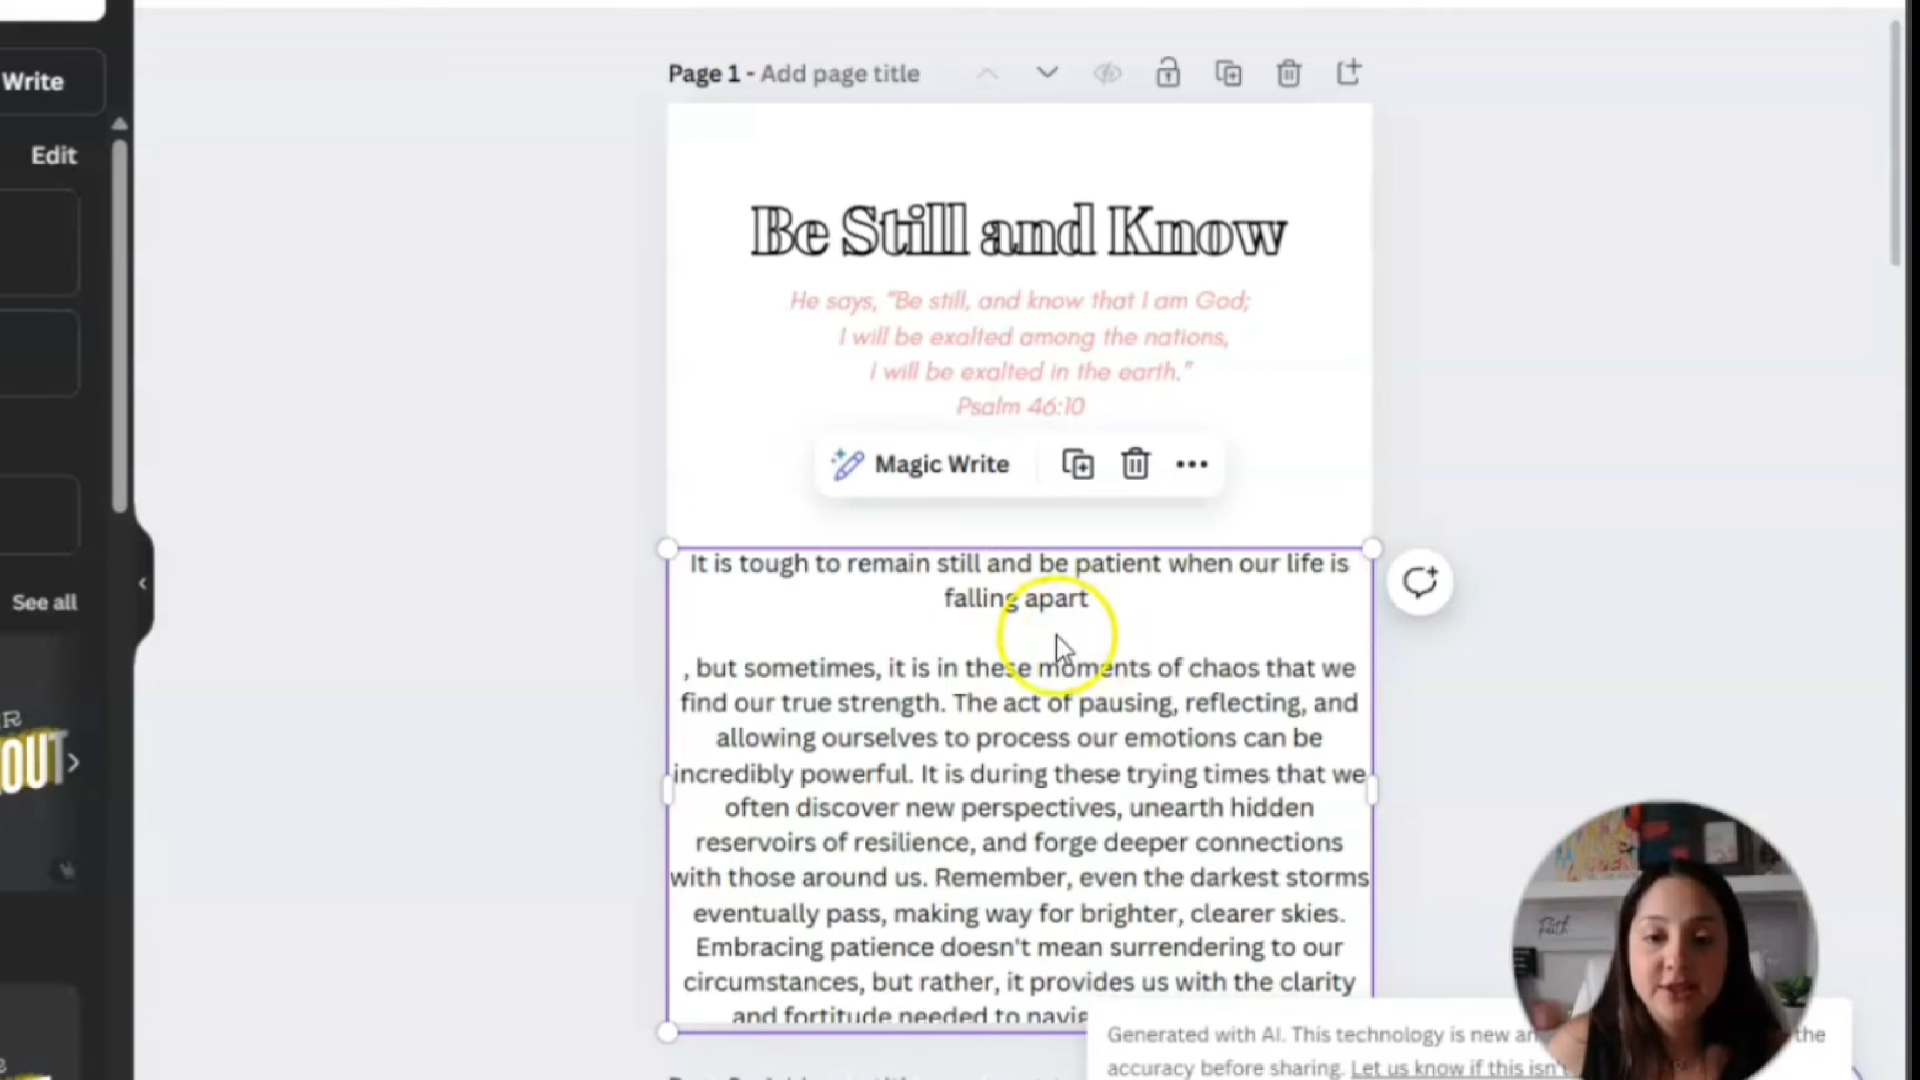 Write
Page 1 - Add page title
Edit
Be Still and Know
He says, "Be still, and know that I am God;
I will be exalted among the nations,
I will be exalted in the earth."
Psalm 46:10
Magic Write
It is tough to remain still and be patient when our life is
falling apart
See all
, but sometimes, it is in these moments of chaos that we
find our true strength. The act of pausing, reflecting, and
allowing ourselves to process our emotions can be
OUT
incredibly powerful. It is during these trying times that we
often discover new perspectives, unearth hidden
reservoirs of resilience, and forge deeper connections
with those around us. Remember, even the darkest storms
eventually pass, making way for brighter, clearer skies.
Faith
Embracing patience doesn't mean surrendering to our
circumstances, but rather, it provides us with the clarity
and fortitude needed to
Generated with AI. This technology is new the
accuracy before sharing. Let us know if this